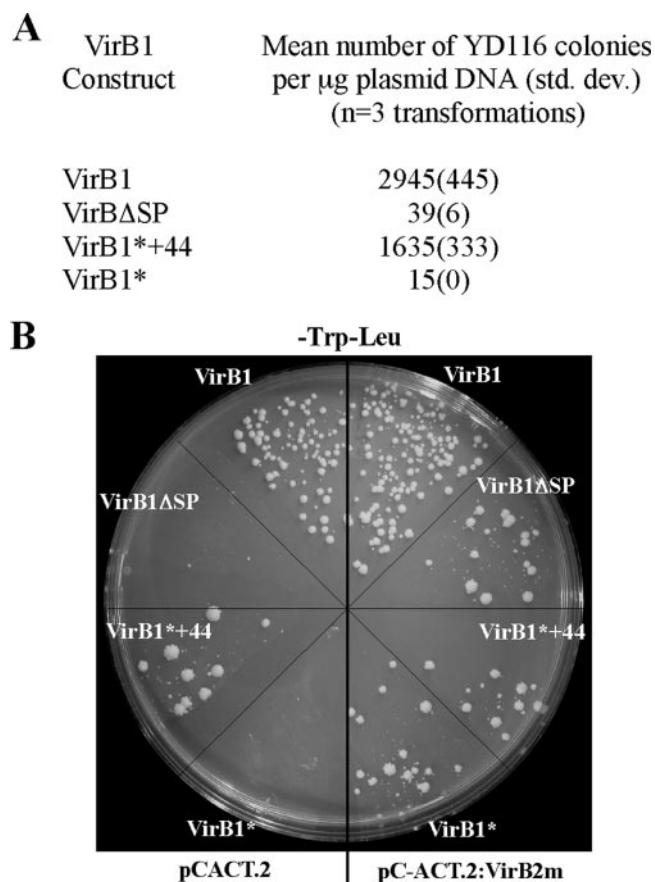 A
VirB1 Construct
Mean number of YD116 colonies per µg plasmid DNA (std. dev.) (n=3 transformations)
VirB1 2945(445)
VirBΔSP 39(6)
VirB1*+44 1635(333)
VirB1* 15(0)
B
-Trp-Leu
VirB1 VirB1
VirB1ΔSP VirB1ΔSP
VirB1*+44 VirB1*+44
VirB1* VirB1*
pCACT.2 pC-ACT.2:VirB2m